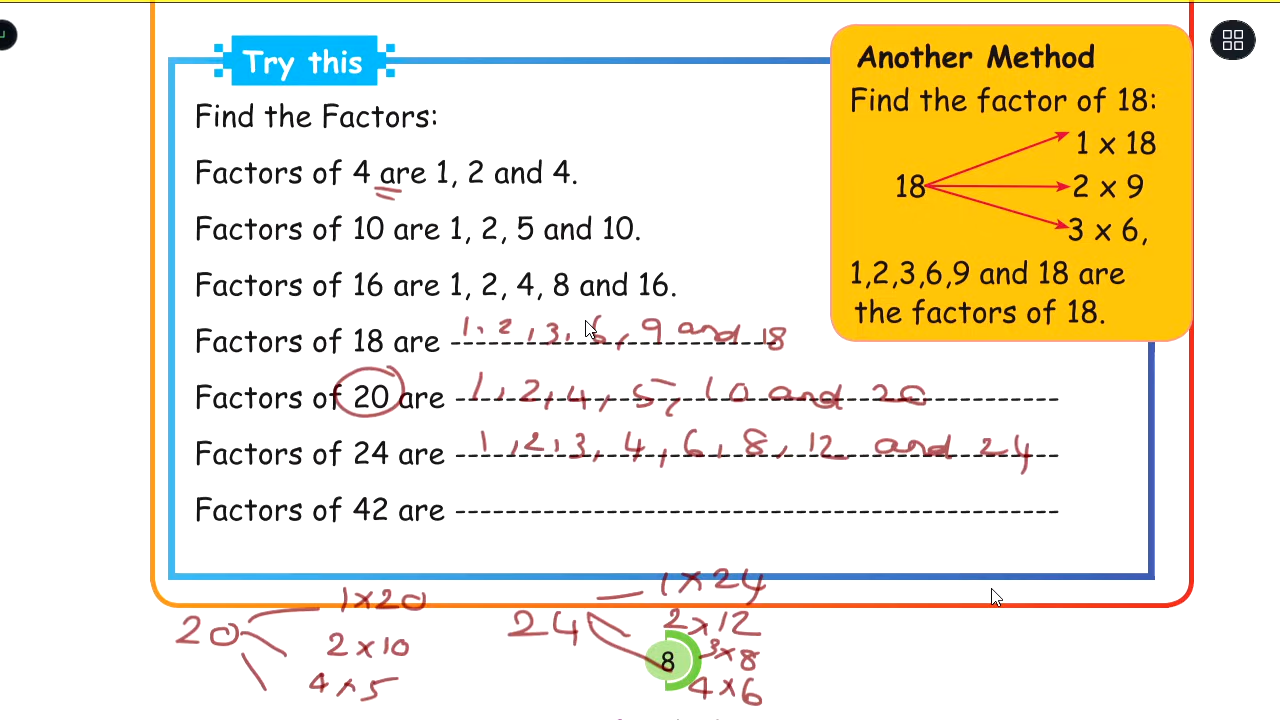 Try this
Find the Factors:
Factors of 4 are 1, 2 and 4.
Factors of 10 are 1, 2, 5 and 10.
Factors of 16 are 1, 2, 4, 8 and 16.
Factors of 18 are 1, 2, 3, 6, 9 and 18
Factors of 20 are 1, 2, 4, 5, 10 and 20
Factors of 24 are 1, 2, 3, 4, 6, 8, 12 and 24
Factors of 42 are
Another Method
Find the factor of 18:
1 x 18
18 2 x 9
3 x 6,
1,2,3,6,9 and 18 are
the factors of 18.
20 1x20
2 x 10
4 x 5
24 1x24
2x12
3x8
4x6
8